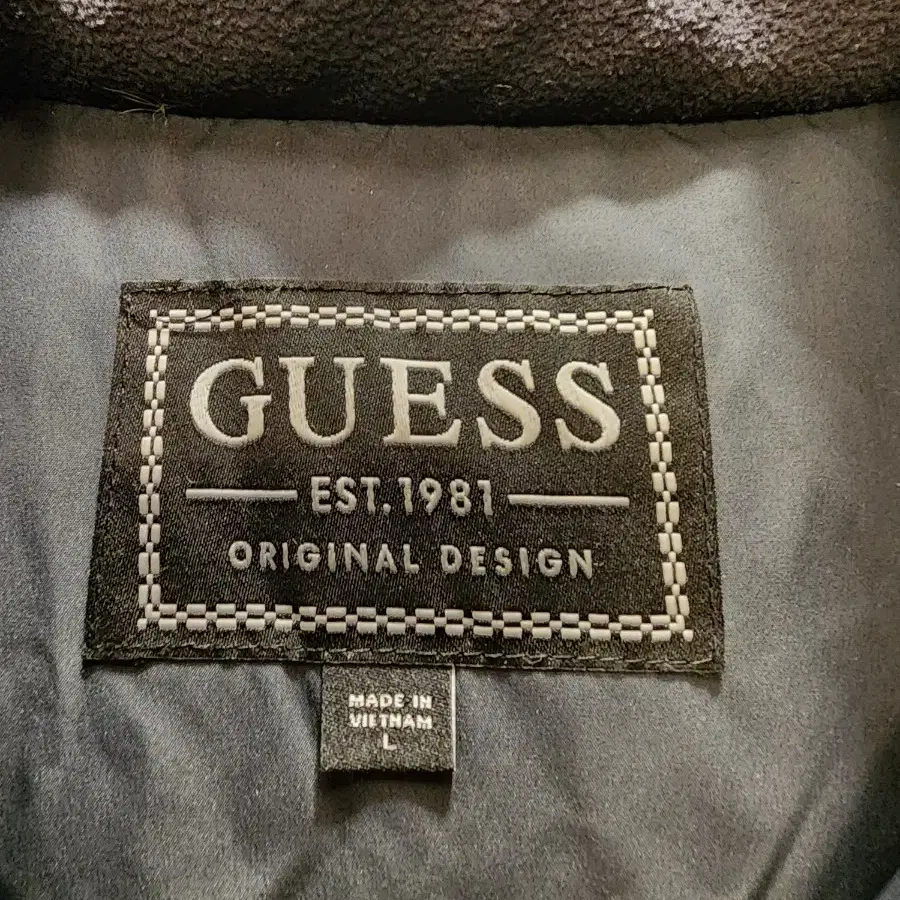 GUESS
EST.1981
ORIGINAL DESIGN
MADE IN
VIETNAM
L